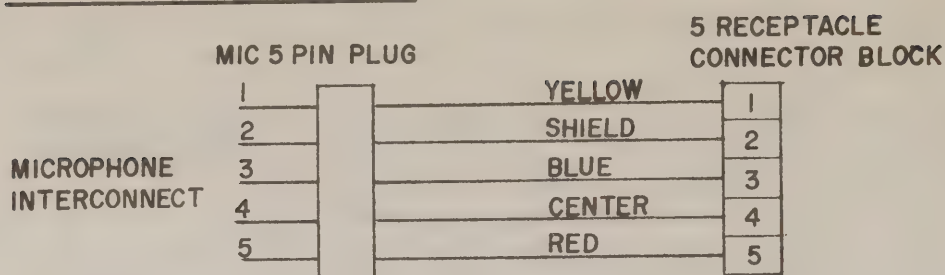 5 RECEPTACLE
CONNECTOR BLOCK
MIC 5 PIN PLUG
1 YELLOW 1
2 SHIELD 2
MICROPHONE
INTERCONNECT
3 BLUE 3
4 CENTER 4
5 RED 5